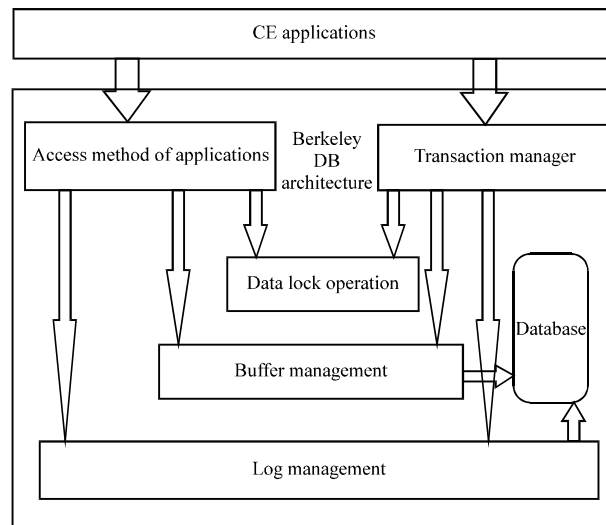 CE applications
Access method of applications
Berkeley
DB
architecture
Transaction manager
Data lock operation
Database
Buffer management
Log management